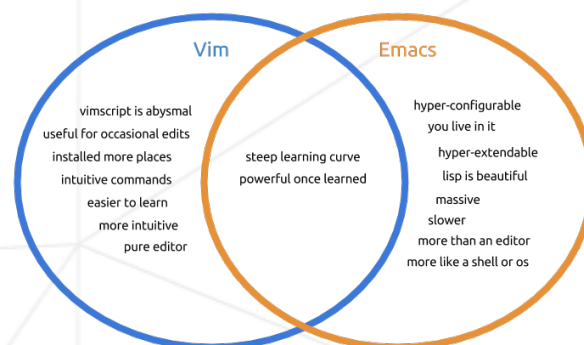 Vim
Emacs
vimscript is abysmal
useful for occasional edits
installed more places
intuitive commands
easier to learn
more intuitive
pure editor
steep learning curve
powerful once learned
hyper-configurable
you live in it
hyper-extendable
lisp is beautiful
massive
slower
more than an editor
more like a shell or os